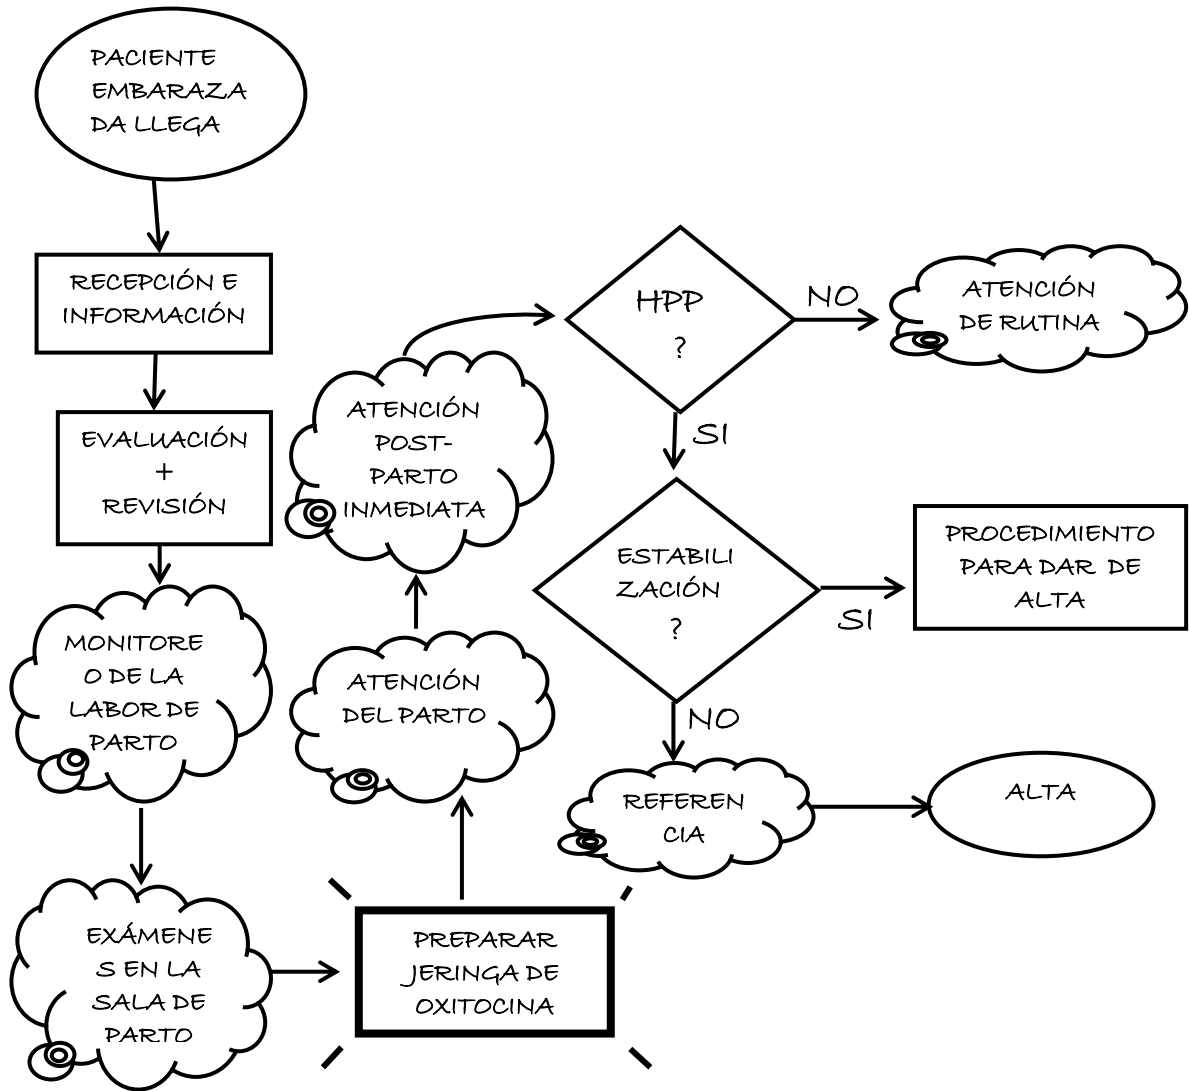 PACIENTE
EMBARAZA
DA LLEGA
RECEPCIÓN E
INFORMACIÓN
EVALUACIÓN
+
REVISIÓN
MONITORE
O DE LA
LABOR DE
PARTO
EXÁMENE
S EN LA
SALA DE
PARTO
PREPARAR
JERINGA DE
OXITOCINA
ATENCIÓN
DEL PARTO
ATENCIÓN
POST-
PARTO
INMEDIATA
HPP
?
NO
ATENCIÓN
DE RUTINA
SI
ESTABILI
ZACIÓN
?
SI
PROCEDIMIENTO
PARA DAR DE
ALTA
NO
REFEREN
CIA
ALTA